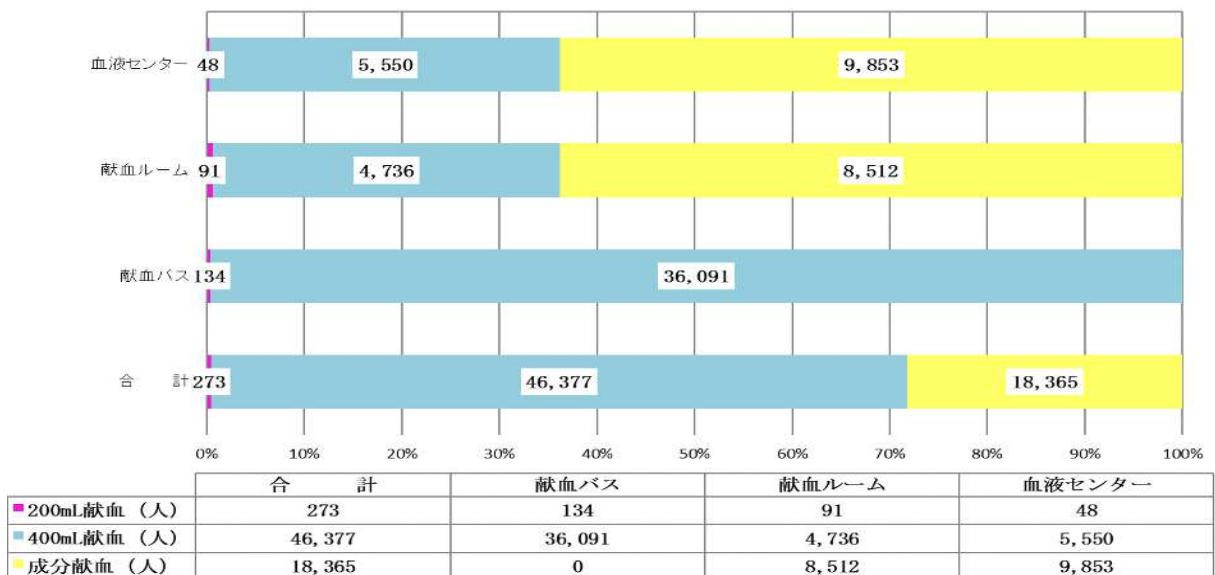 血液センター 48 5,550 9,853
献血ルーム 91 4,736 8,512
献血バス 134 36,091
合 計 273 46,377 18,365
0% 10% 20% 30% 40% 50% 60% 70% 80% 90% 100%
合 計 献血バス 献血ルーム 血液センター
200mL献血 (人) 273 134 91 48
400mL献血 (人) 46,377 36,091 4,736 5,550
成分献血 (人) 18,365 0 8,512 9,853